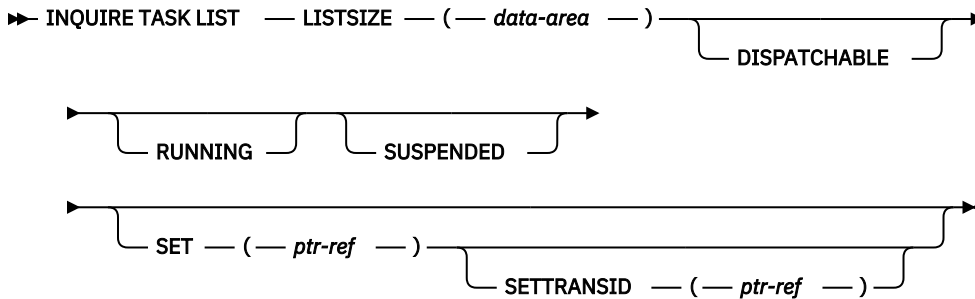 INQUIRE TASK LIST LISTSIZE ( data-area )
DISPATCHABLE
RUNNING SUSPENDED
SET ( ptr-ref )
SETTRANSID ( ptr-ref )